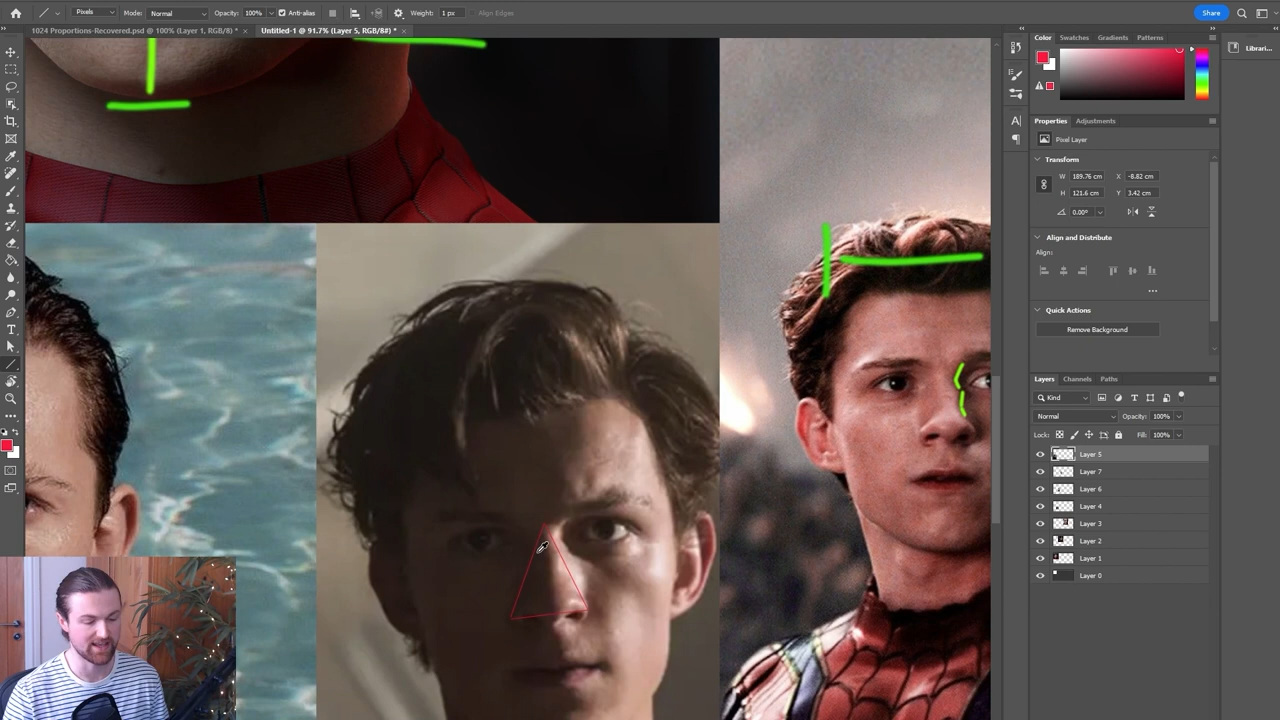 Pixels Mode: Normal Opacity: 100% Anti-alias Weight: 1 px Align Edges Share
1024 Proportions-Recovered.psd @ 100% (Layer 1, RGB/8) * × Untitled-1 @ 91.7% (Layer 5, RGB/8#) * ×
Color Swatches Gradients Patterns
Librari...
Properties Adjustments
Pixel Layer
Transform
W 189.76 cm X -8.82 cm
H 121.6 cm Y 3.42 cm
0.00°
Align and Distribute
Align:
...
Quick Actions
Remove Background
Layers Channels Paths
Kind
Normal Opacity: 100%
Lock: Fill: 100%
Layer 5
Layer 7
Layer 6
Layer 4
Layer 3
Layer 2
Layer 1
Layer 0